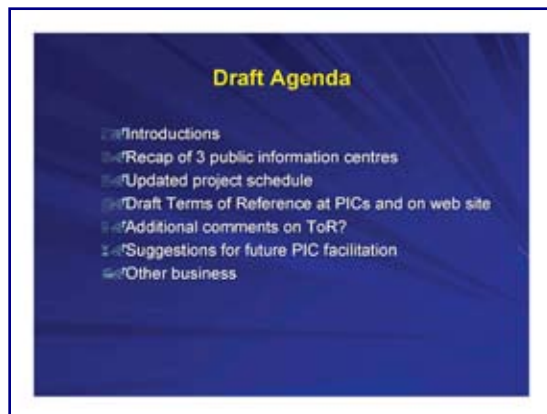 Draft Agenda
Introductions
Recap of 3 public information centres
Updated project schedule
Draft Terms of Reference at PICs and on web site
Additional comments on ToR?
Suggestions for future PIC facilitation
Other business